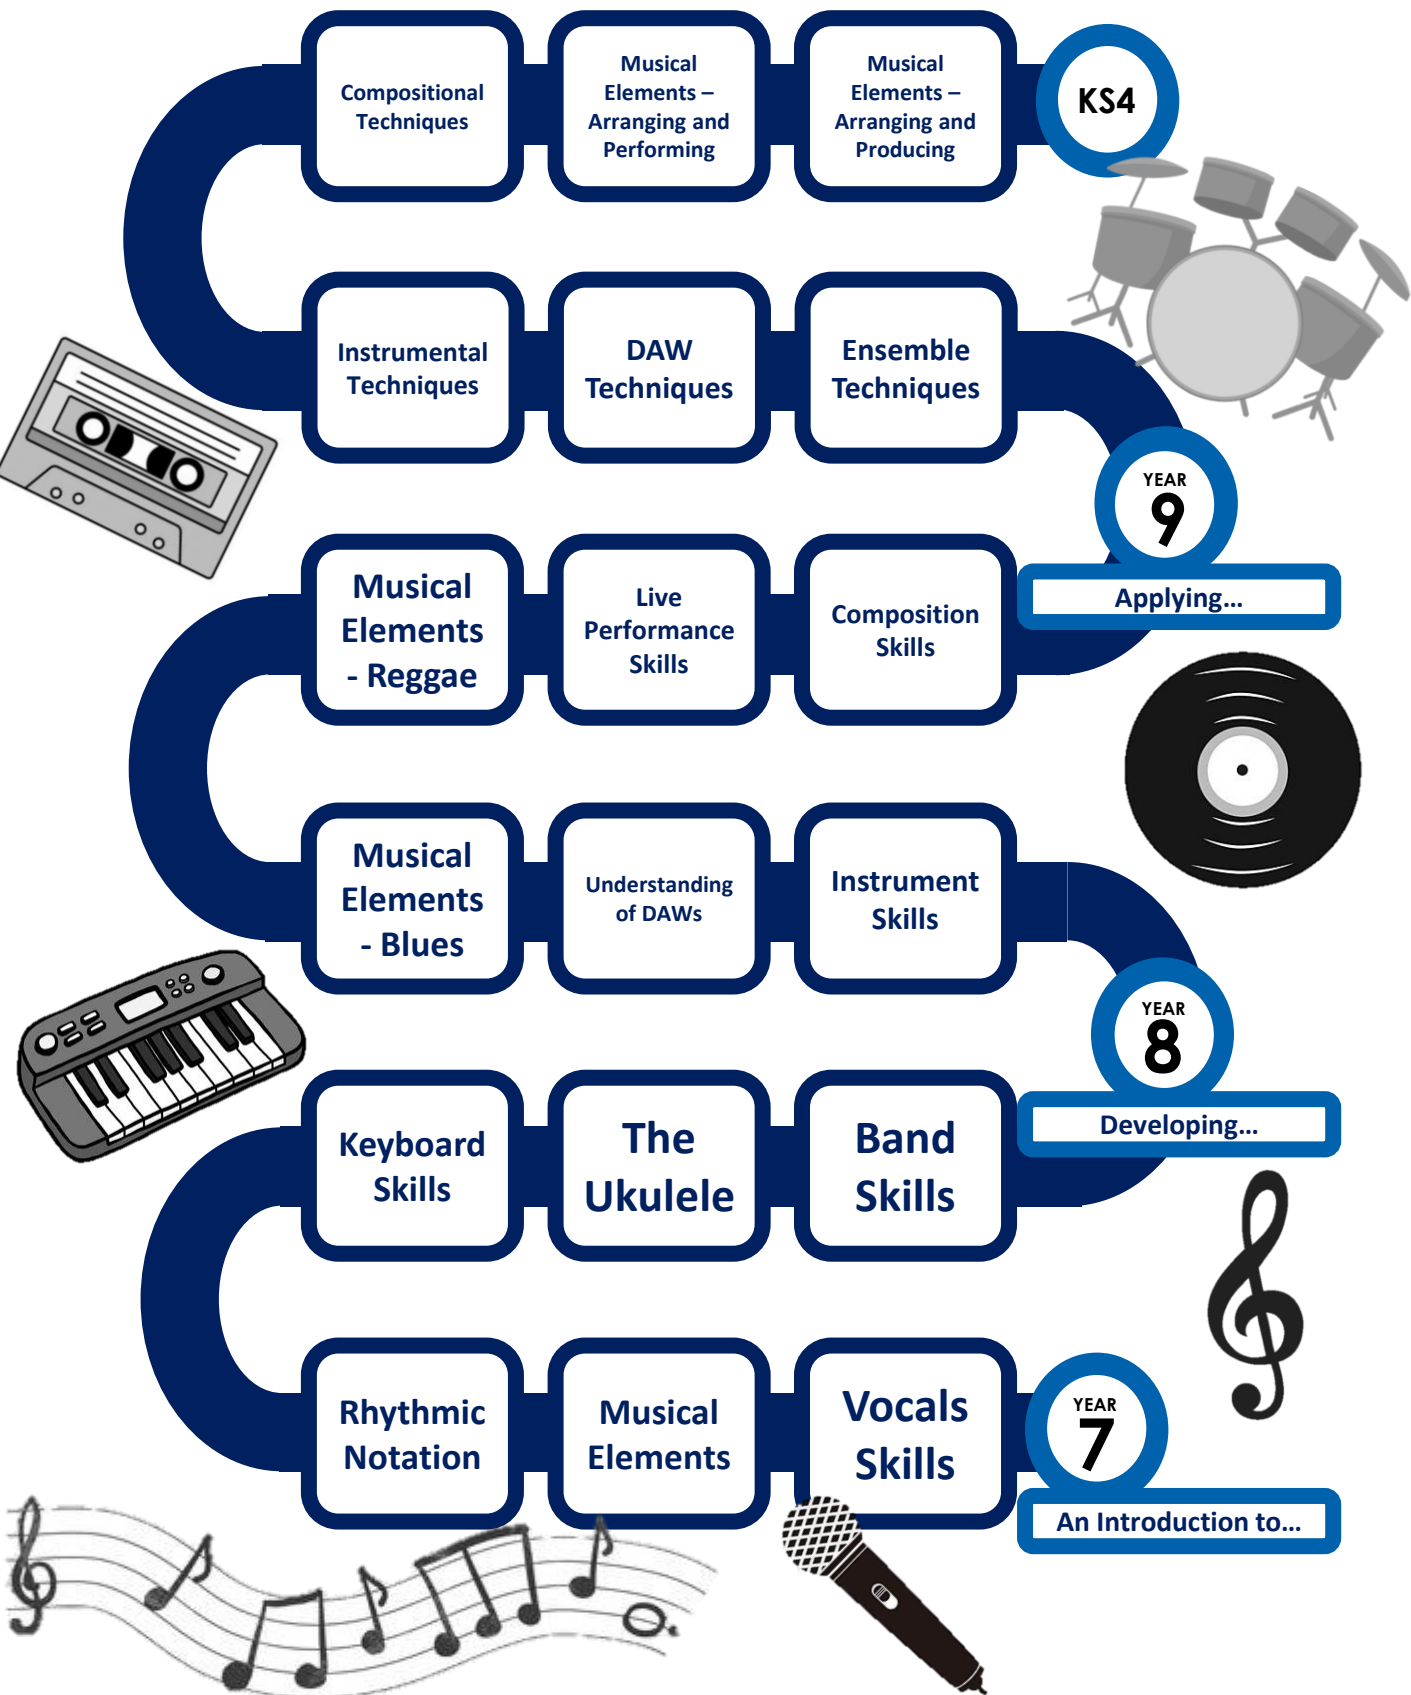 Compositional
Techniques
Musical
Elements –
Arranging and
Performing
Musical
Elements –
Arranging and
Producing
KS4
Instrumental
Techniques
DAW
Techniques
Ensemble
Techniques
YEAR
9
Applying...
Musical
Elements
- Reggae
Live
Performance
Skills
Composition
Skills
Musical
Elements
- Blues
Understanding
of DAWs
Instrument
Skills
YEAR
8
Developing...
Keyboard
Skills
The
Ukulele
Band
Skills
Rhythmic
Notation
Musical
Elements
Vocals
Skills
YEAR
7
An Introduction to...